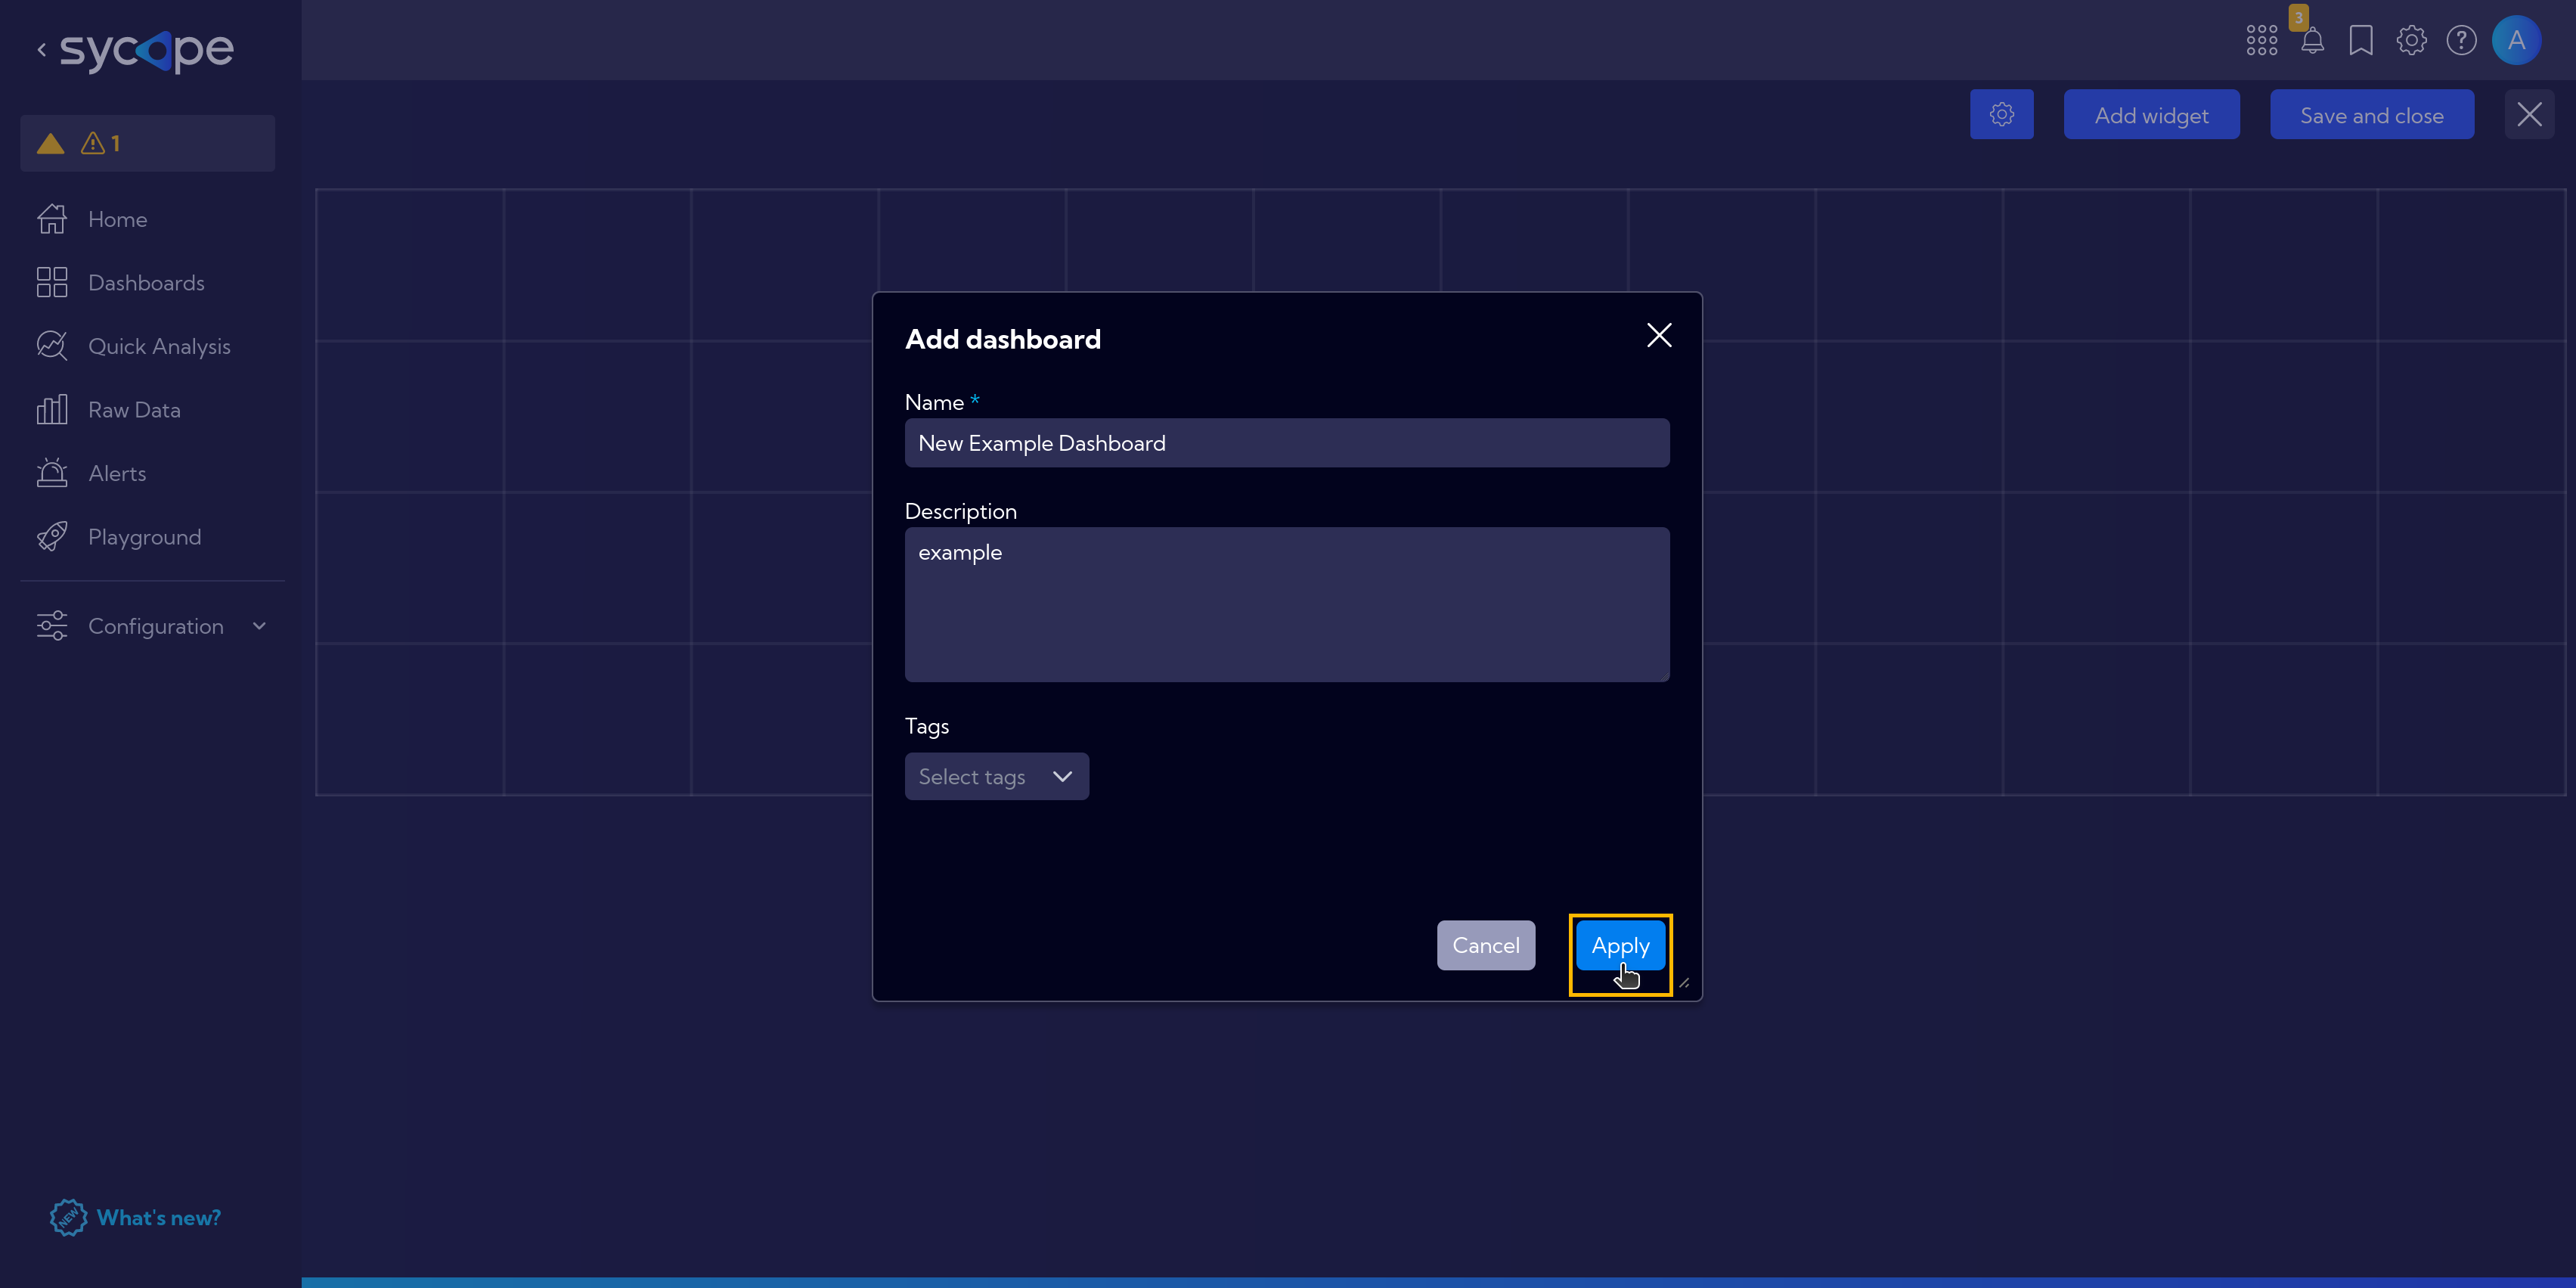 sycope
3
A
1
Add widget
Save and close
Home
Dashboards
Quick Analysis
Raw Data
Alerts
Playground
Configuration
Add dashboard
Name *
New Example Dashboard
Description
example
Tags
Select tags
Cancel
Apply
NEW
What's new?